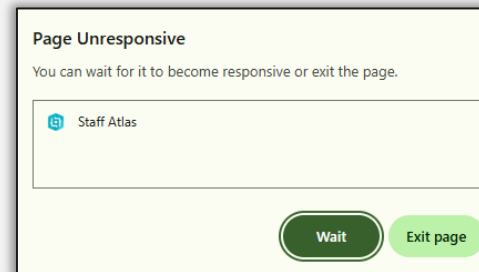 Page Unresponsive
You can wait for it to become responsive or exit the page.
Staff Atlas
Wait Exit page